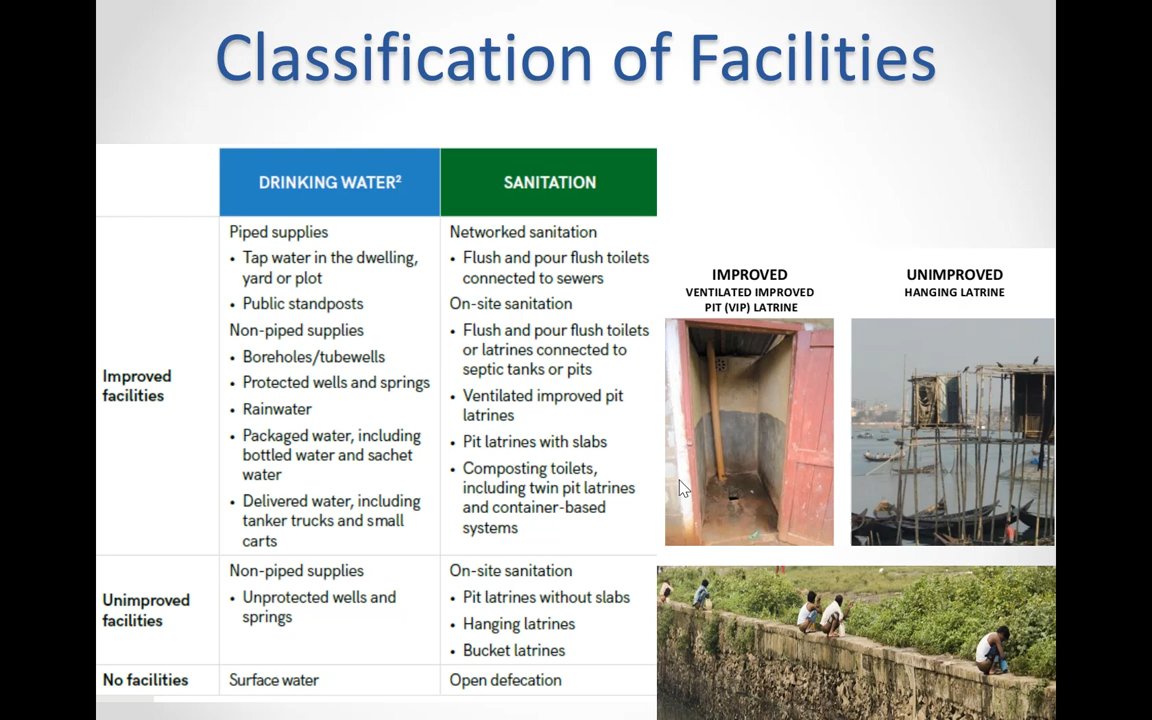 Classification of Facilities
DRINKING WATER²
SANITATION
Improved
facilities
Piped supplies
• Tap water in the dwelling,
yard or plot
• Public standposts
Non-piped supplies
• Boreholes/tubewells
• Protected wells and springs
• Rainwater
• Packaged water, including
bottled water and sachet
water
• Delivered water, including
tanker trucks and small
carts
Networked sanitation
• Flush and pour flush toilets
connected to sewers
On-site sanitation
• Flush and pour flush toilets
or latrines connected to
septic tanks or pits
• Ventilated improved pit
latrines
• Pit latrines with slabs
• Composting toilets,
including twin pit latrines
and container-based
systems
Unimproved
facilities
Non-piped supplies
• Unprotected wells and
springs
On-site sanitation
• Pit latrines without slabs
• Hanging latrines
• Bucket latrines
No facilities
Surface water
Open defecation
IMPROVED
VENTILATED IMPROVED
PIT (VIP) LATRINE
UNIMPROVED
HANGING LATRINE